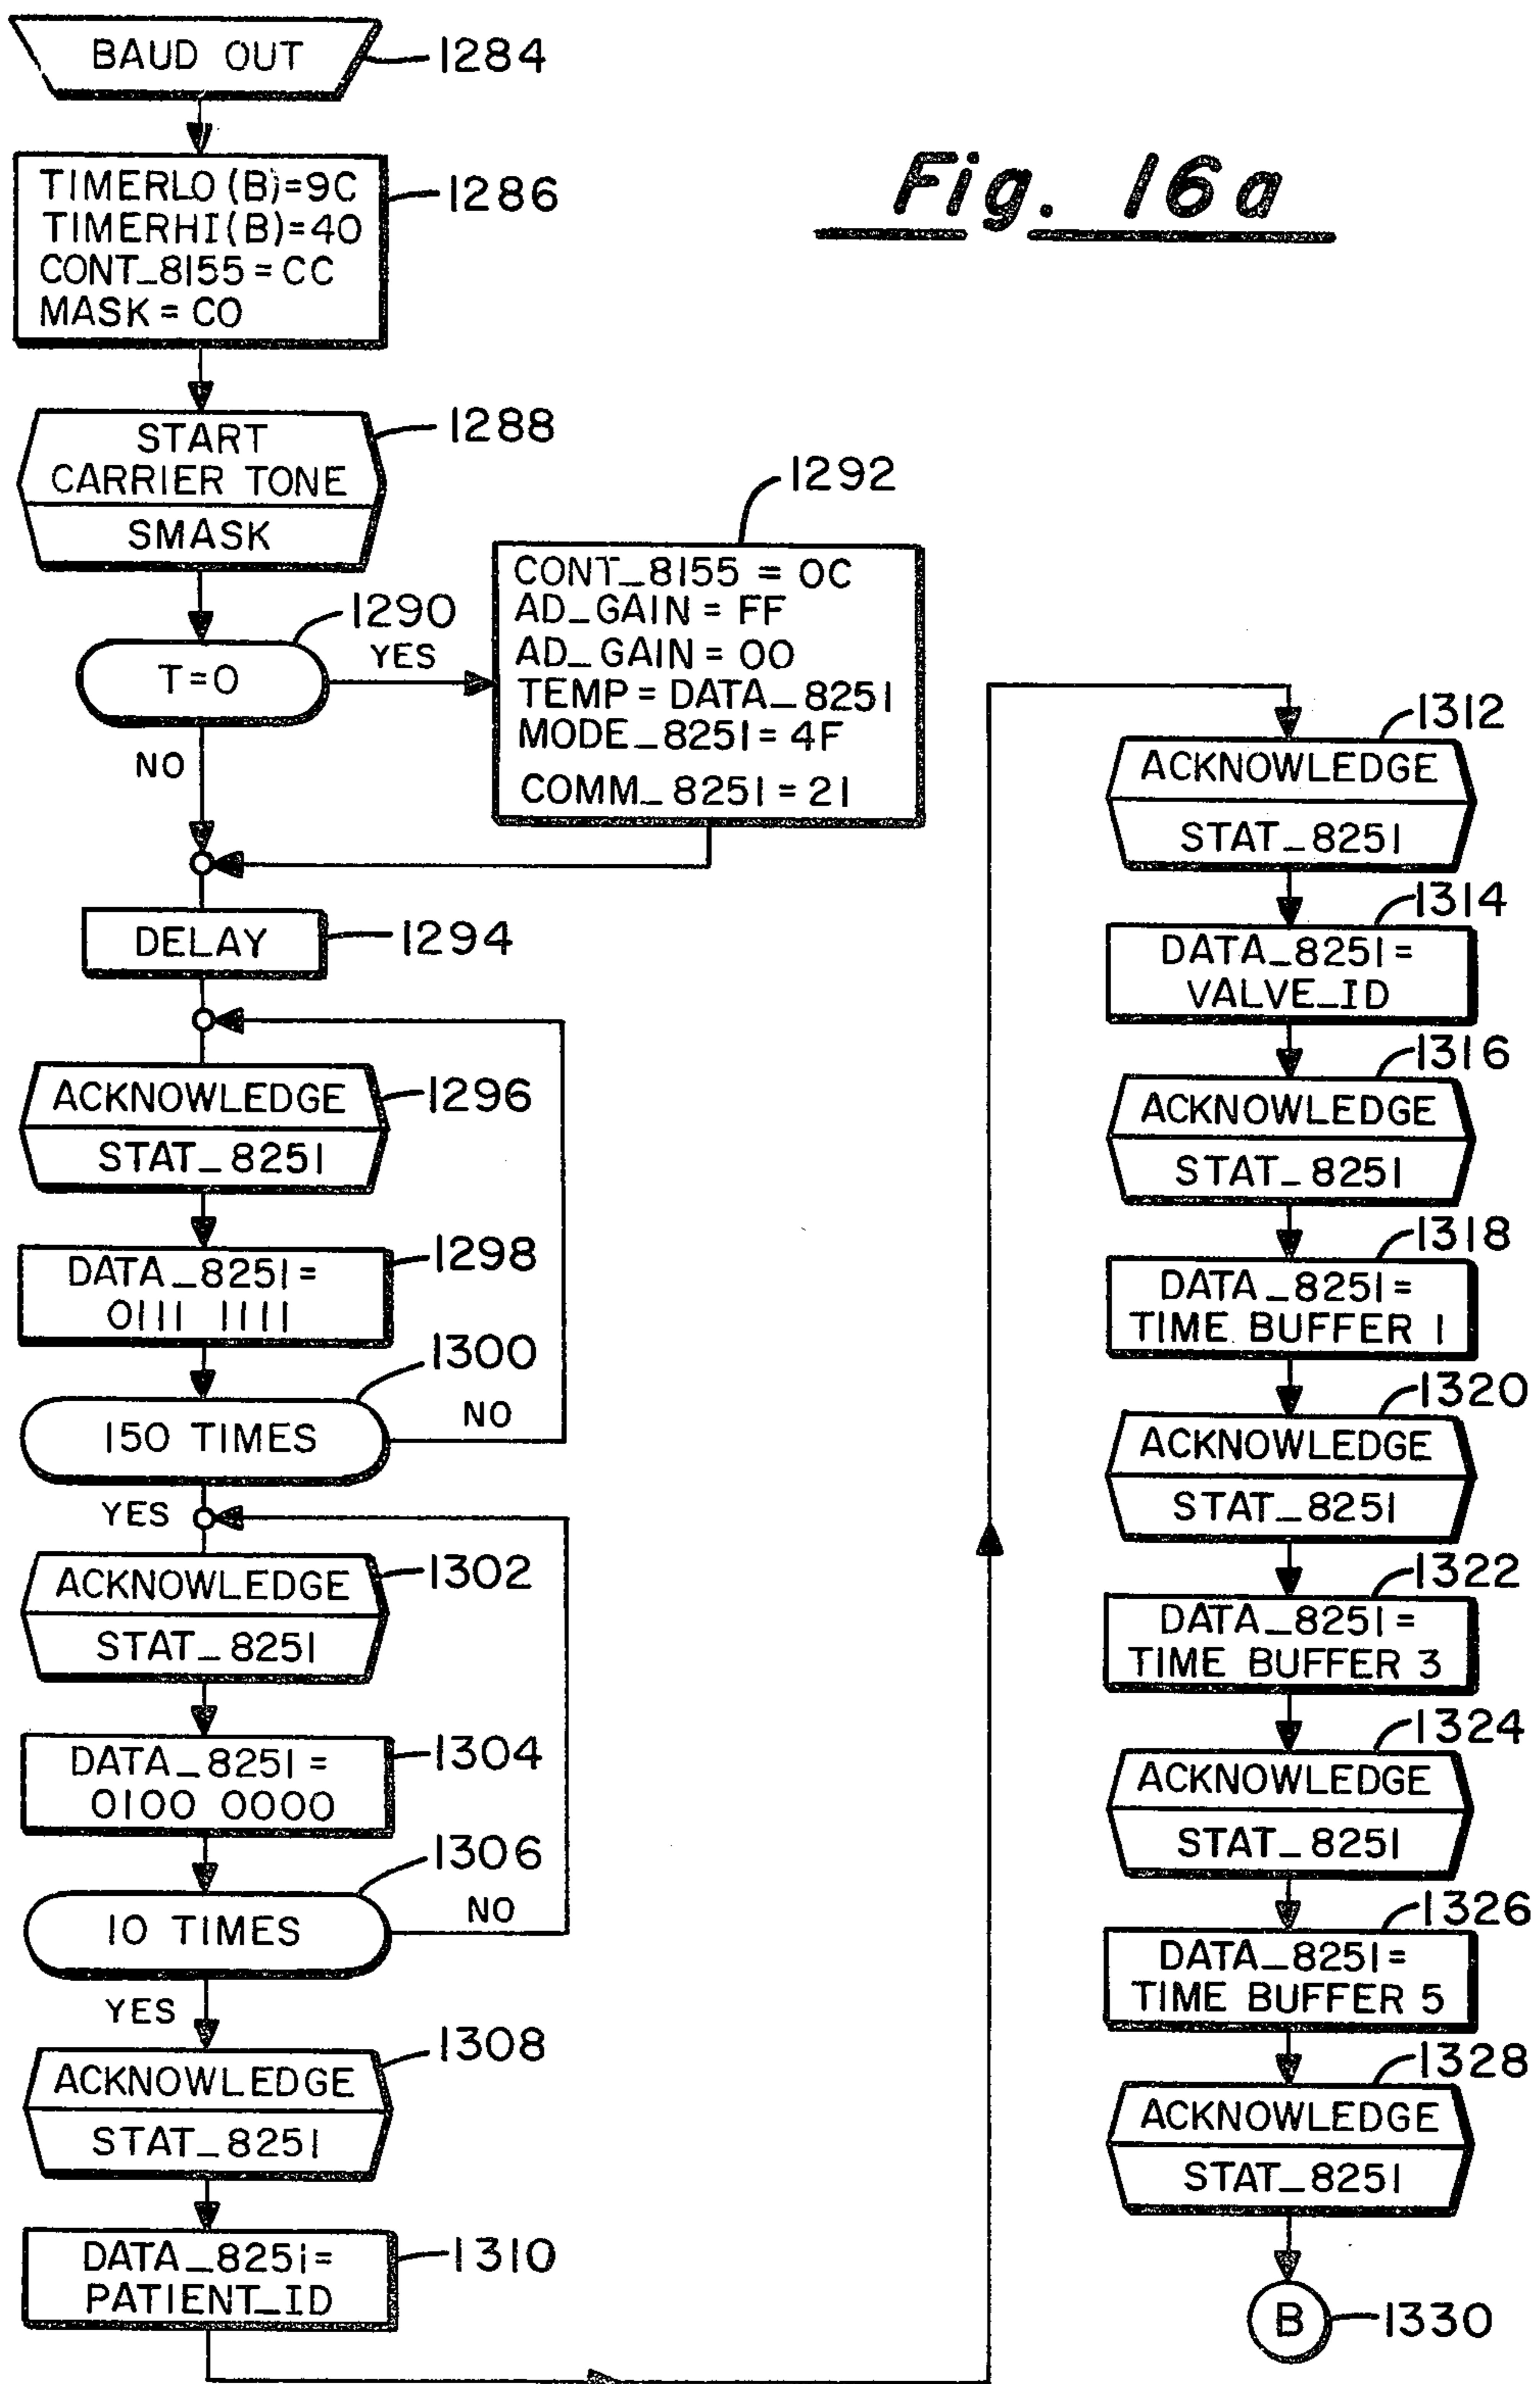 BAUD OUT
1284
Fig. 16a
TIMERLO(B)=9C
TIMERHI(B)=40
CONT_8155=CC
MASK=C0
1286
START
CARRIER TONE
SMASK
1288
T=0
1290
YES
NO
1292
CONT_8155=0C
AD_GAIN=FF
AD_GAIN=00
TEMP=DATA_8251
MODE_8251=4F
COMM_8251=21
DELAY
1294
ACKNOWLEDGE
STAT_8251
1296
DATA_8251=
0111 1111
1298
150 TIMES
1300
NO
YES
ACKNOWLEDGE
STAT_8251
1302
DATA_8251=
0100 0000
1304
10 TIMES
1306
NO
YES
ACKNOWLEDGE
STAT_8251
1308
DATA_8251=
PATIENT_ID
1310
1312
ACKNOWLEDGE
STAT_8251
1314
DATA_8251=
VALVE_ID
1316
ACKNOWLEDGE
STAT_8251
1318
DATA_8251=
TIME BUFFER 1
1320
ACKNOWLEDGE
STAT_8251
1322
DATA_8251=
TIME BUFFER 3
1324
ACKNOWLEDGE
STAT_8251
1326
DATA_8251=
TIME BUFFER 5
1328
ACKNOWLEDGE
STAT_8251
B
1330